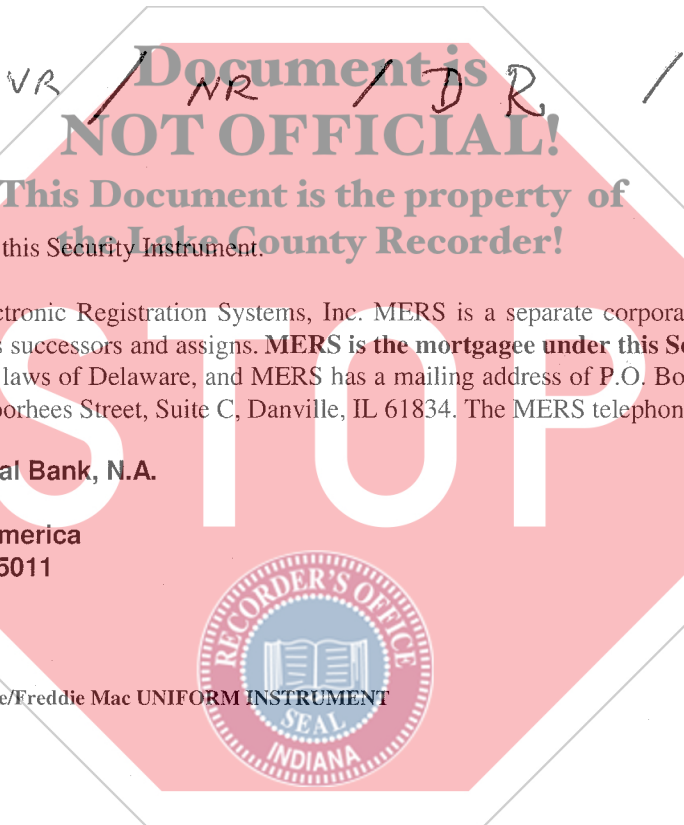 VR / NR / D R /
Document is
NOT OFFICIAL!
This Document is the property of
the Lake County Recorder!
this Security Instrument.
ctronic Registration Systems, Inc. MERS is a separate corpora
s successors and assigns. MERS is the mortgagee under this Se
laws of Delaware, and MERS has a mailing address of P.O. Bo
oorhees Street, Suite C, Danville, IL 61834. The MERS telephon
STOP
al Bank, N.A.
merica
5011
RECORDER'S OFFICE
e/Freddie Mac UNIFORM INSTRUMENT
SEAL
INDIANA